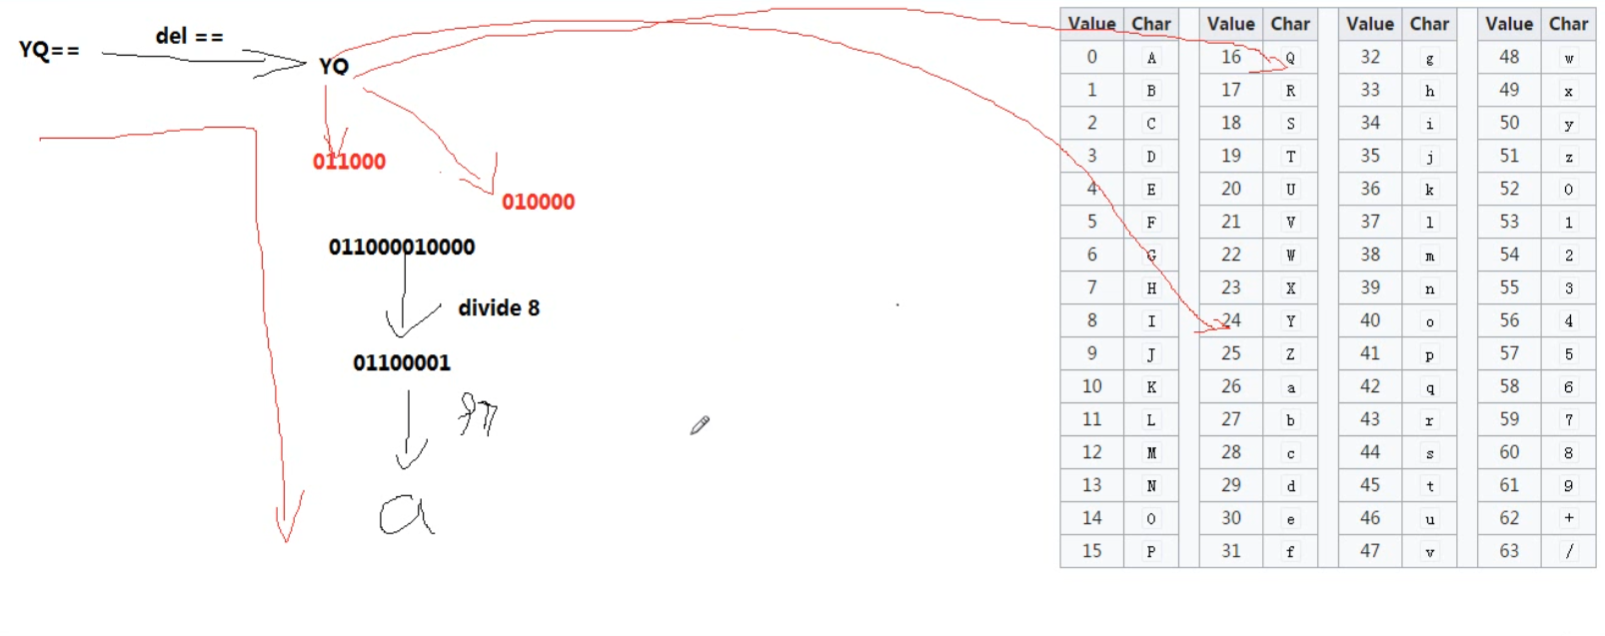 YQ==
del ==
YQ
011000
010000
011000010000
divide 8
01100001
97
a
Value Char Value Char Value Char Value Char
0 A 16 Q 32 g 48 w
1 B 17 R 33 h 49 x
2 C 18 S 34 i 50 y
3 D 19 T 35 j 51 z
4 E 20 U 36 k 52 0
5 F 21 V 37 l 53 1
6 G 22 W 38 m 54 2
7 H 23 X 39 n 55 3
8 I 24 Y 40 o 56 4
9 J 25 Z 41 p 57 5
10 K 26 a 42 q 58 6
11 L 27 b 43 r 59 7
12 M 28 c 44 s 60 8
13 N 29 d 45 t 61 9
14 O 30 e 46 u 62 +
15 P 31 f 47 v 63 /